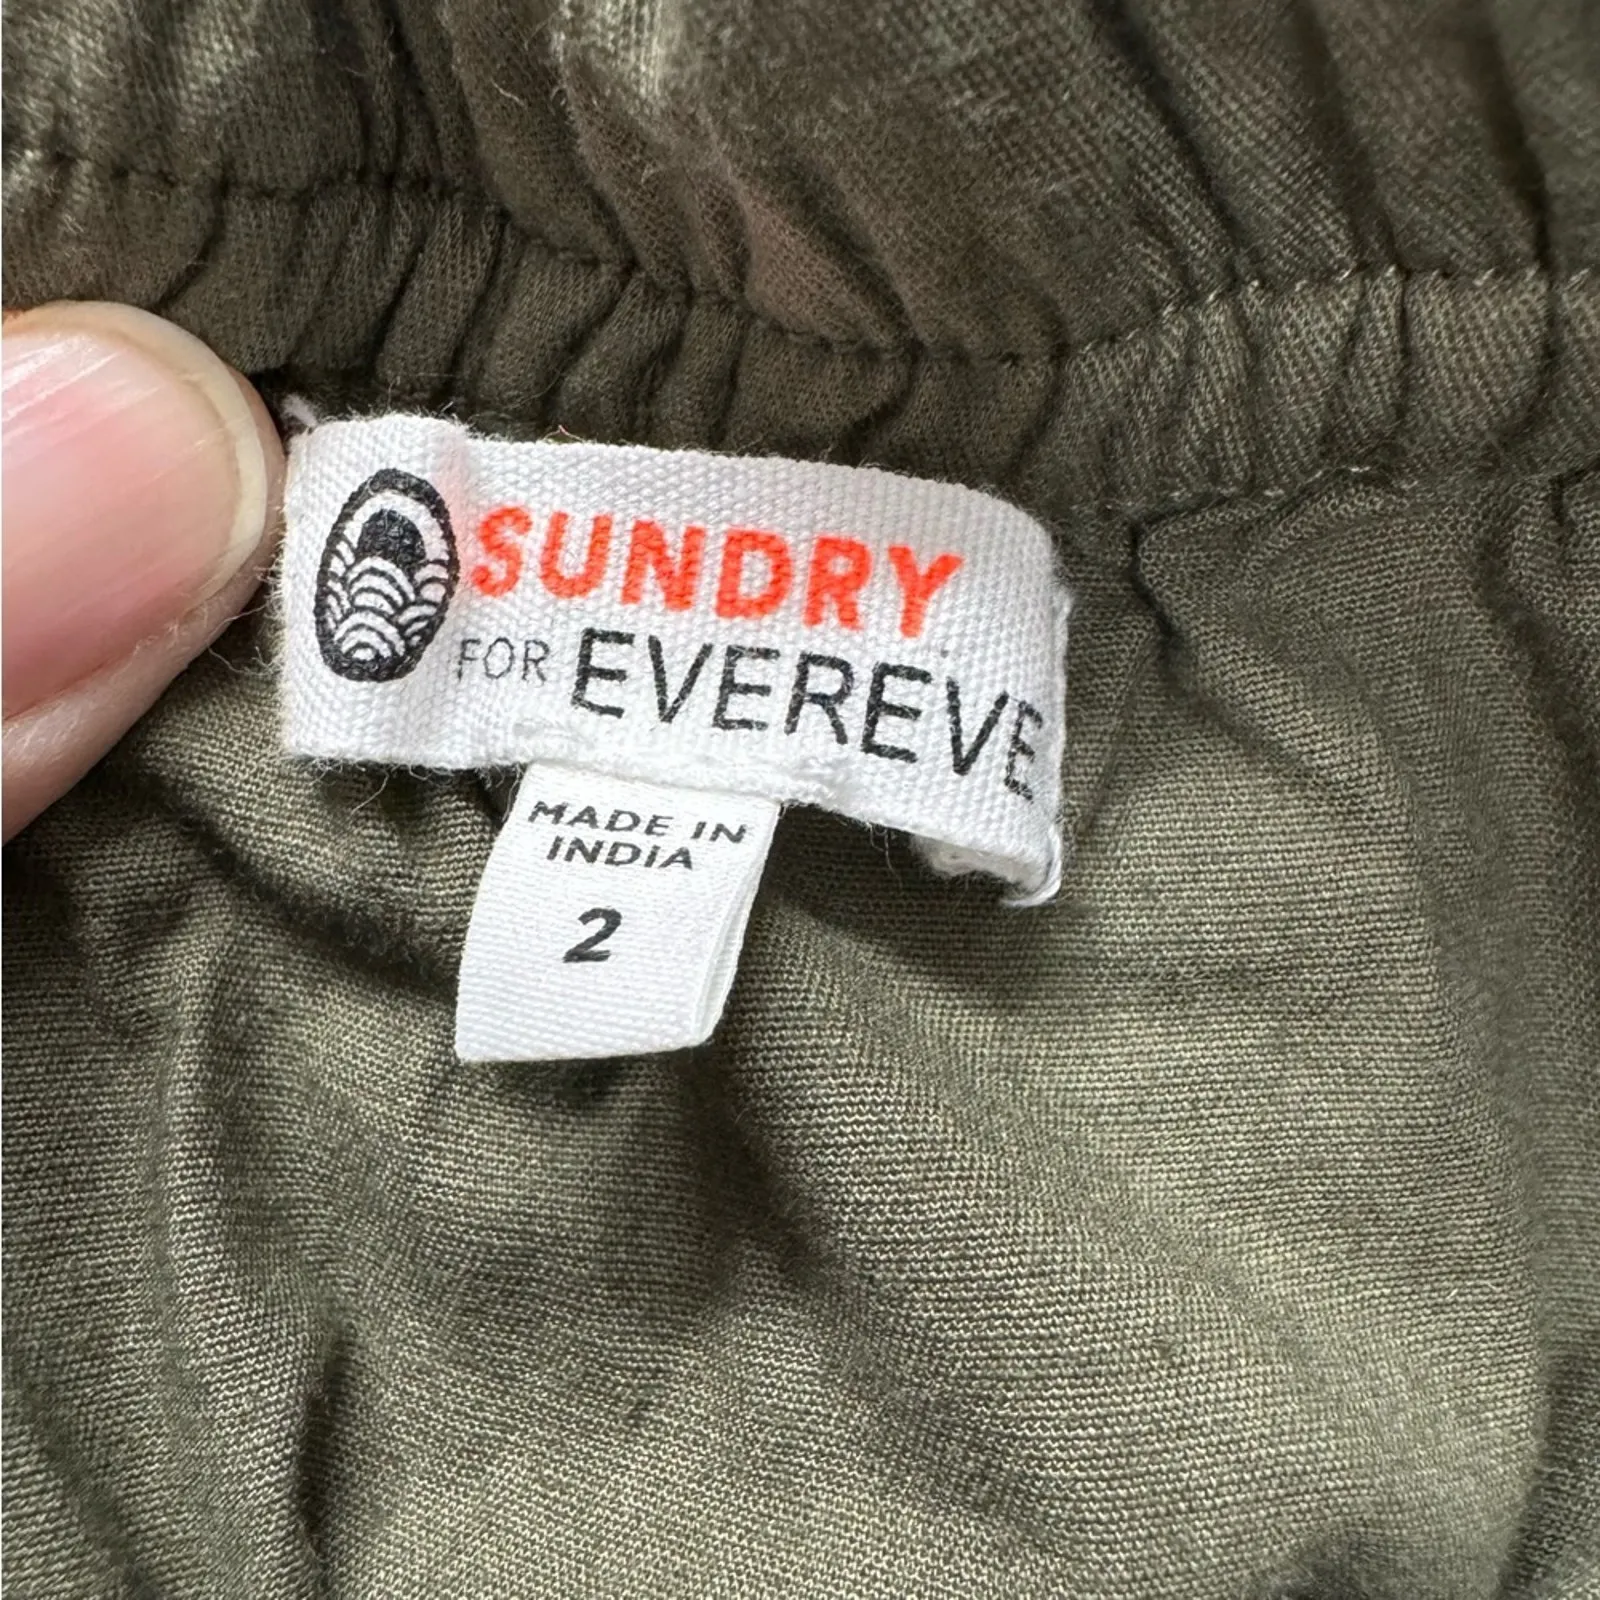 SUNDRY
FOR EVEREVE
MADE IN
INDIA
2